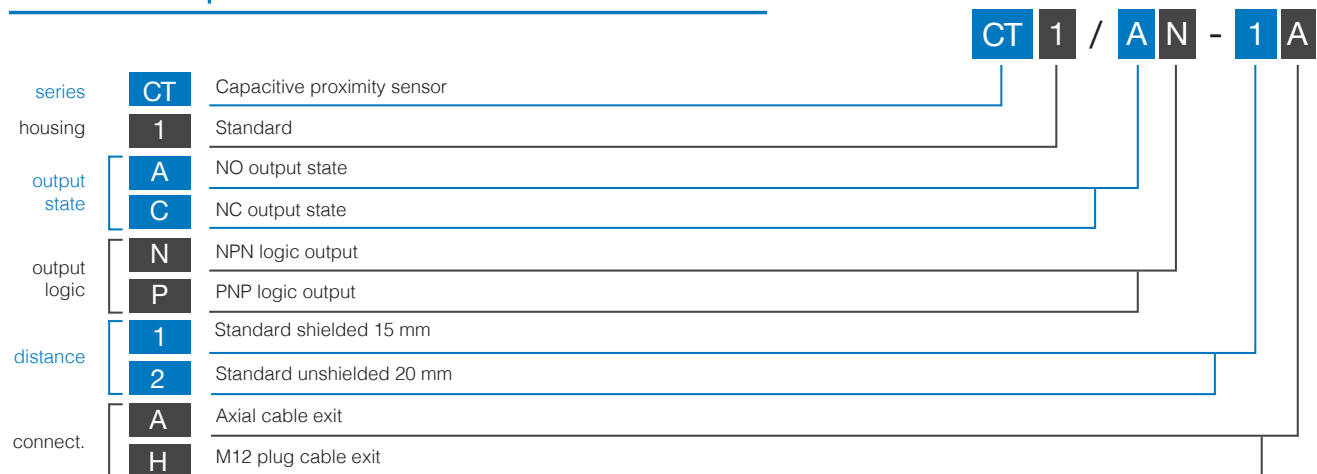 CT 1 / A N - 1 A
series CT Capacitive proximity sensor
housing 1 Standard
output state
A NO output state
C NC output state
output logic
N NPN logic output
P PNP logic output
distance
1 Standard shielded 15 mm
2 Standard unshielded 20 mm
connect.
A Axial cable exit
H M12 plug cable exit